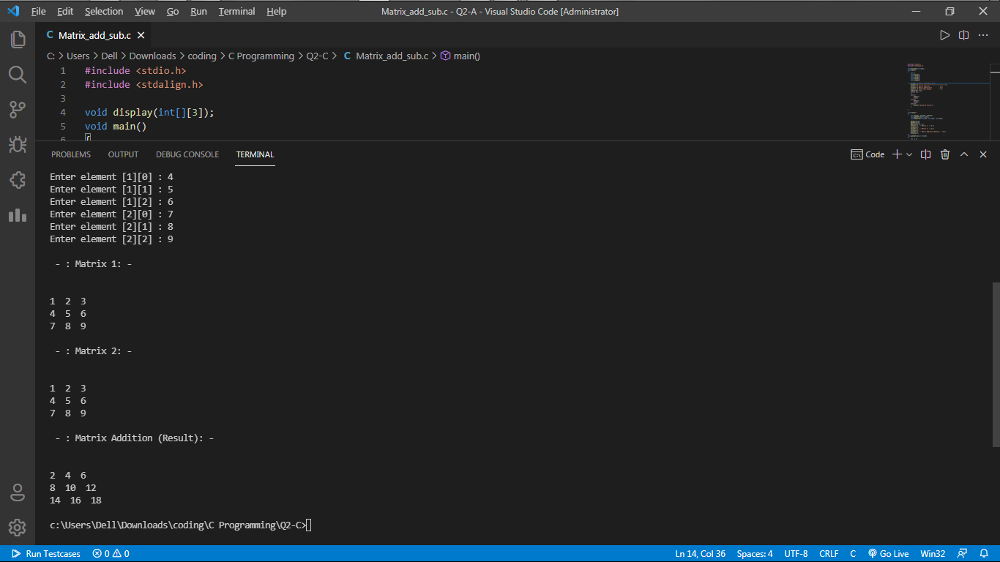 File Edit Selection View Go Run Terminal Help Matrix_add_sub.c - Q2-A - Visual Studio Code [Administrator]
C Matrix_add_sub.c
C: > Users > Dell > Downloads > coding > C Programming > Q2-C > C Matrix_add_sub.c > main()
1 #include <stdio.h>
2 #include <stdalign.h>
3
4 void display(int[][3]);
5 void main()
6 {
PROBLEMS OUTPUT DEBUG CONSOLE TERMINAL Code
Enter element [1][0] : 4
Enter element [1][1] : 5
Enter element [1][2] : 6
Enter element [2][0] : 7
Enter element [2][1] : 8
Enter element [2][2] : 9
- : Matrix 1: -
1 2 3
4 5 6
7 8 9
- : Matrix 2: -
1 2 3
4 5 6
7 8 9
- : Matrix Addition (Result): -
2 4 6
8 10 12
14 16 18
c:\Users\Dell\Downloads\coding\C Programming\Q2-C>
Run Testcases 0 0 Ln 14, Col 36 Spaces: 4 UTF-8 CRLF C Go Live Win32